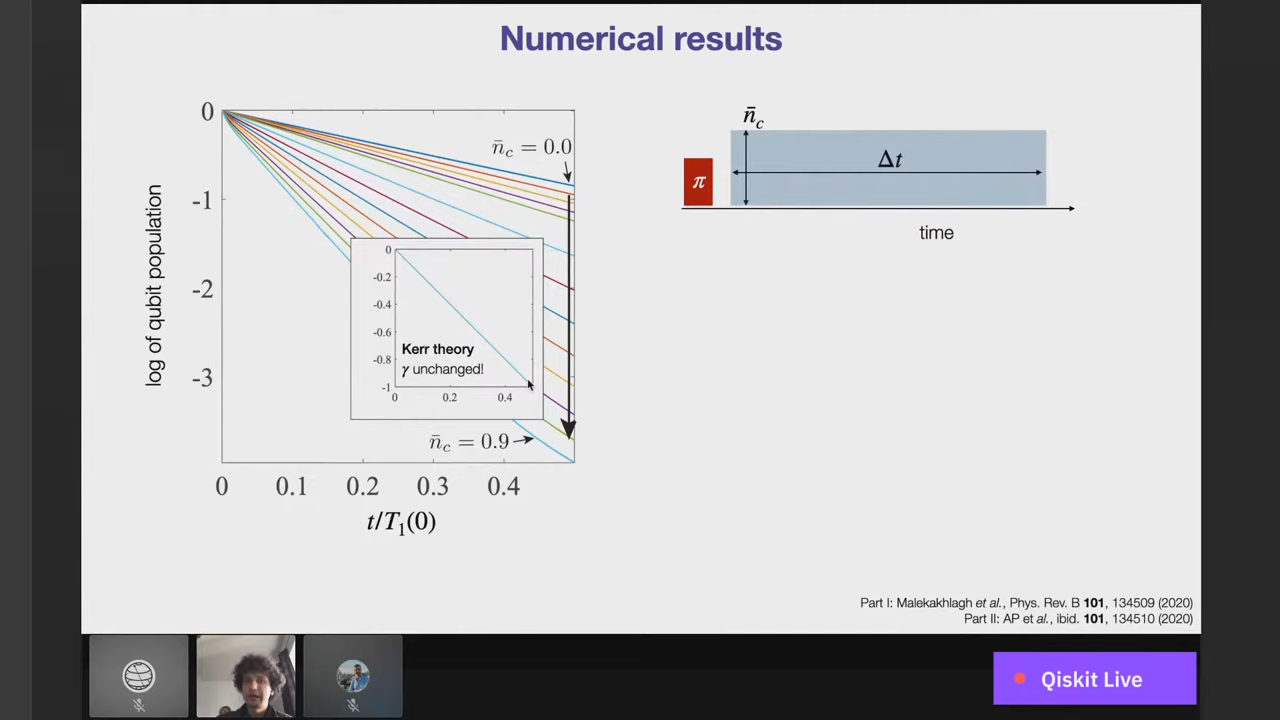 Numerical results
0
-1
-2
-3
log of qubit population
n̄c = 0.0
0
-0.2
-0.4
-0.6
-0.8
-1
Kerr theory
γ unchanged!
0
0.2
0.4
n̄c = 0.9
0
0.1
0.2
0.3
0.4
t/T₁(0)
n̄c
π
Δt
time
Part I: Malekakhlagh et al., Phys. Rev. B 101, 134509 (2020)
Part II: AP et al., ibid. 101, 134510 (2020)
Qiskit Live